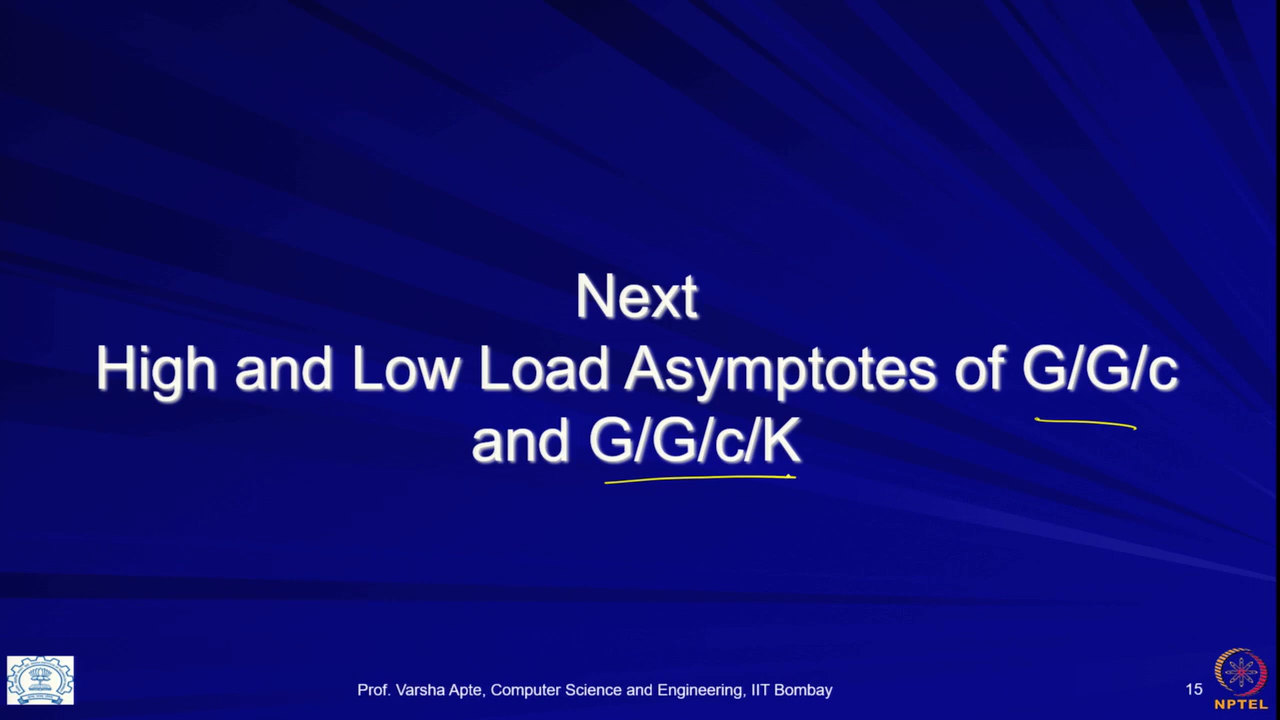 Next
High and Low Load Asymptotes of G/G/c
and G/G/c/K
Prof. Varsha Apte, Computer Science and Engineering, IIT Bombay
15
NPTEL